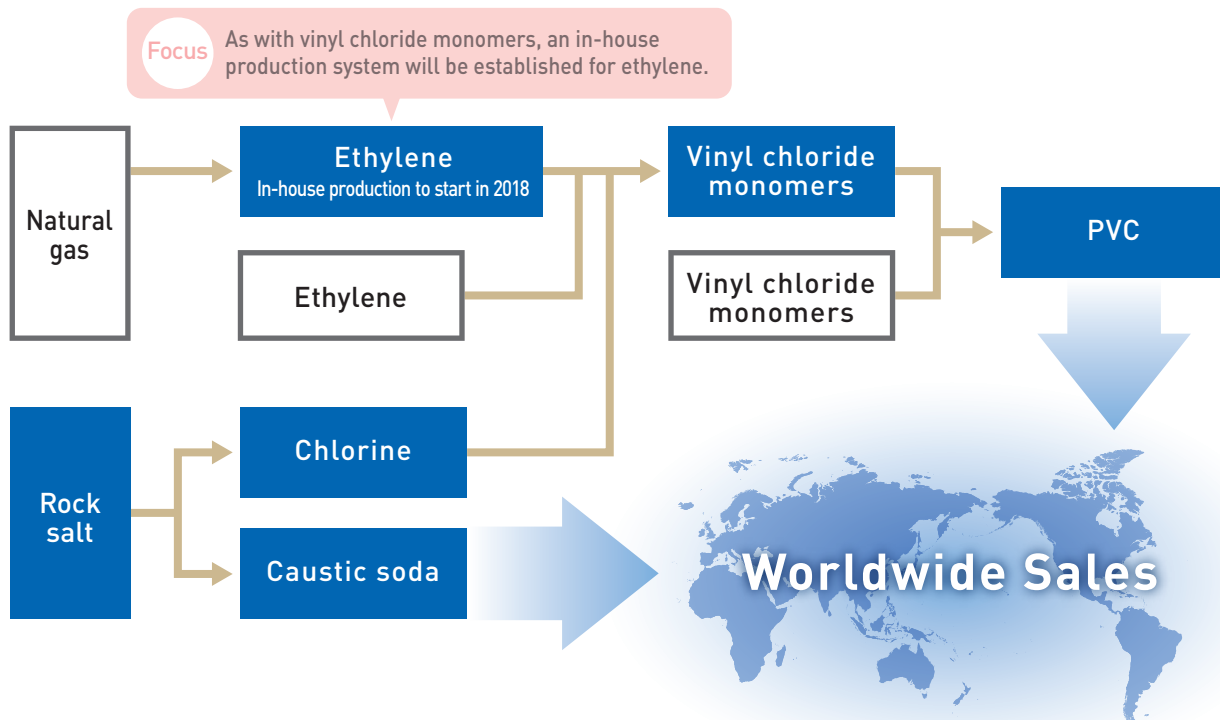 Focus
As with vinyl chloride monomers, an in-house
production system will be established for ethylene.
Natural
gas
Ethylene
In-house production to start in 2018
Ethylene
Vinyl chloride
monomers
Vinyl chloride
monomers
PVC
Rock
salt
Chlorine
Caustic soda
Worldwide Sales